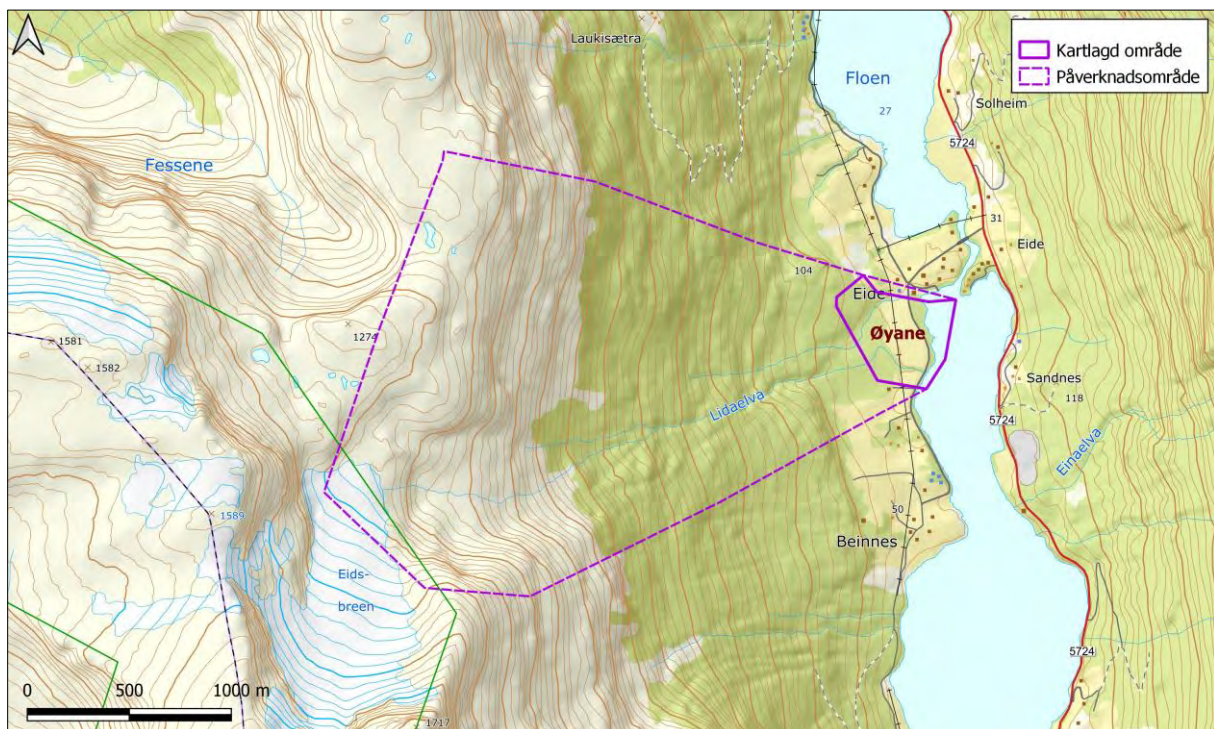 Laukisætra
Kartlagd område
Påverknadsområde
Floen
27
Solheim
5724
Fessene
31
Eide
104
Eide
Øyane
1274
1581
1582
Sandnes
118
Lidaelva
5724
Einaelva
1589
50
Beinnes
Eids-
breen
5724
0 500 1000 m
1717